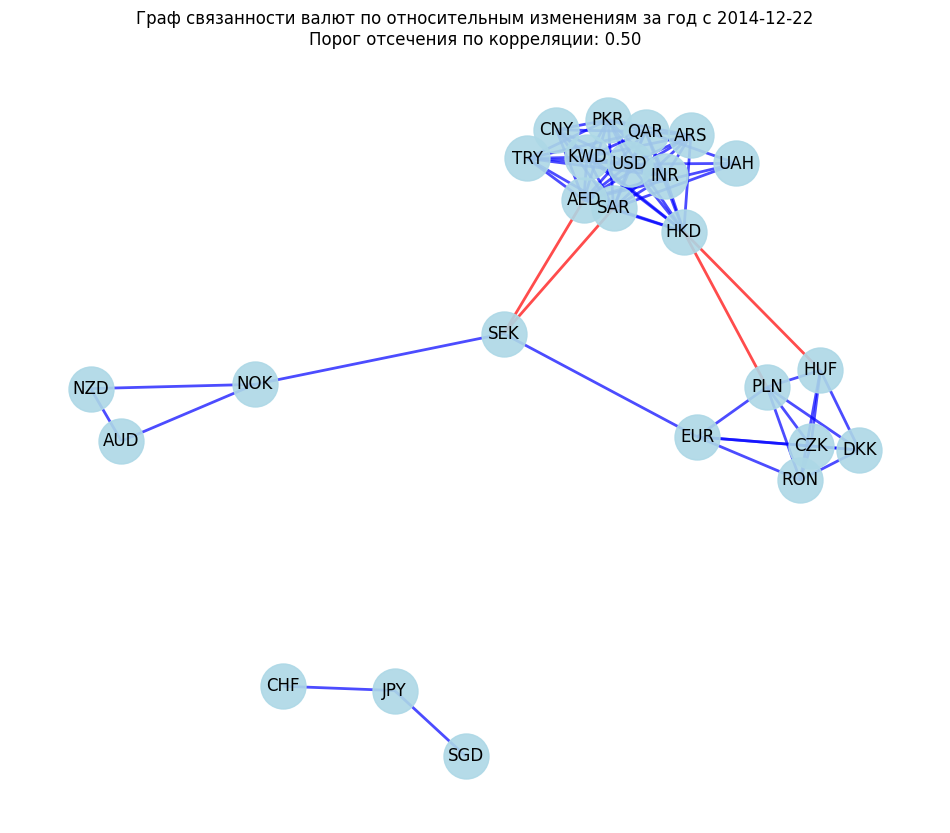 Граф связанности валют по относительным изменениям за год с 2014-12-22
Порог отсечения по корреляции: 0.50
PKR
CNY
QAR
ARS
TRY
KWD
USD
UAH
INR
AED
SAR
HKD
SEK
HUF
NOK
PLN
NZD
EUR
AUD
CZK
DKK
RON
CHF
JPY
SGD